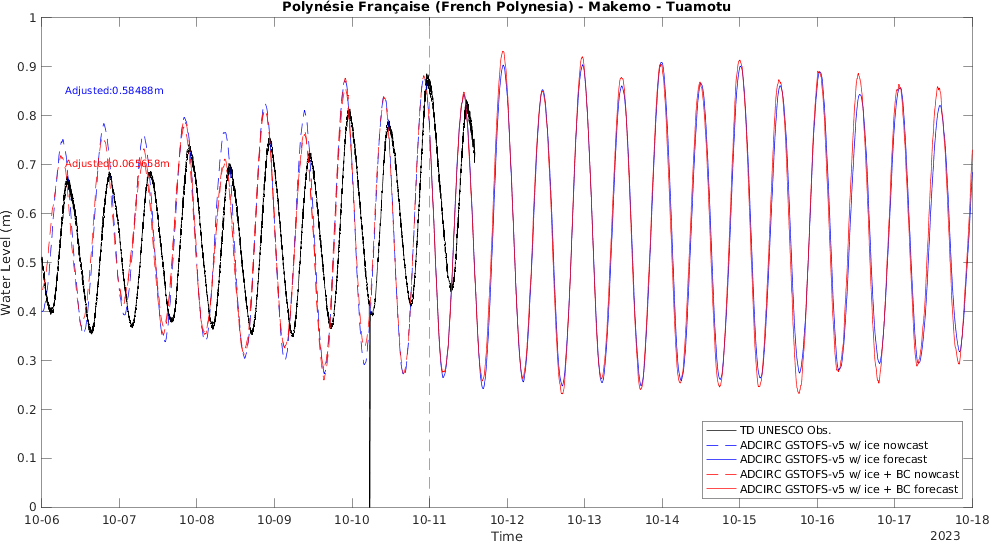 Polynésie Française (French Polynesia) - Makemo - Tuamotu
1
0.9
0.8
0.7
0.6
0.5
0.4
0.3
0.2
0.1
0
Water Level (m)
Adjusted:0.58488m
Adjusted:0.065658m
TD UNESCO Obs.
ADCIRC GSTOFS-v5 w/ ice nowcast
ADCIRC GSTOFS-v5 w/ ice forecast
ADCIRC GSTOFS-v5 w/ ice + BC nowcast
ADCIRC GSTOFS-v5 w/ ice + BC forecast
10-06 10-07 10-08 10-09 10-10 10-11 10-12 10-13 10-14 10-15 10-16 10-17 10-18
Time
2023